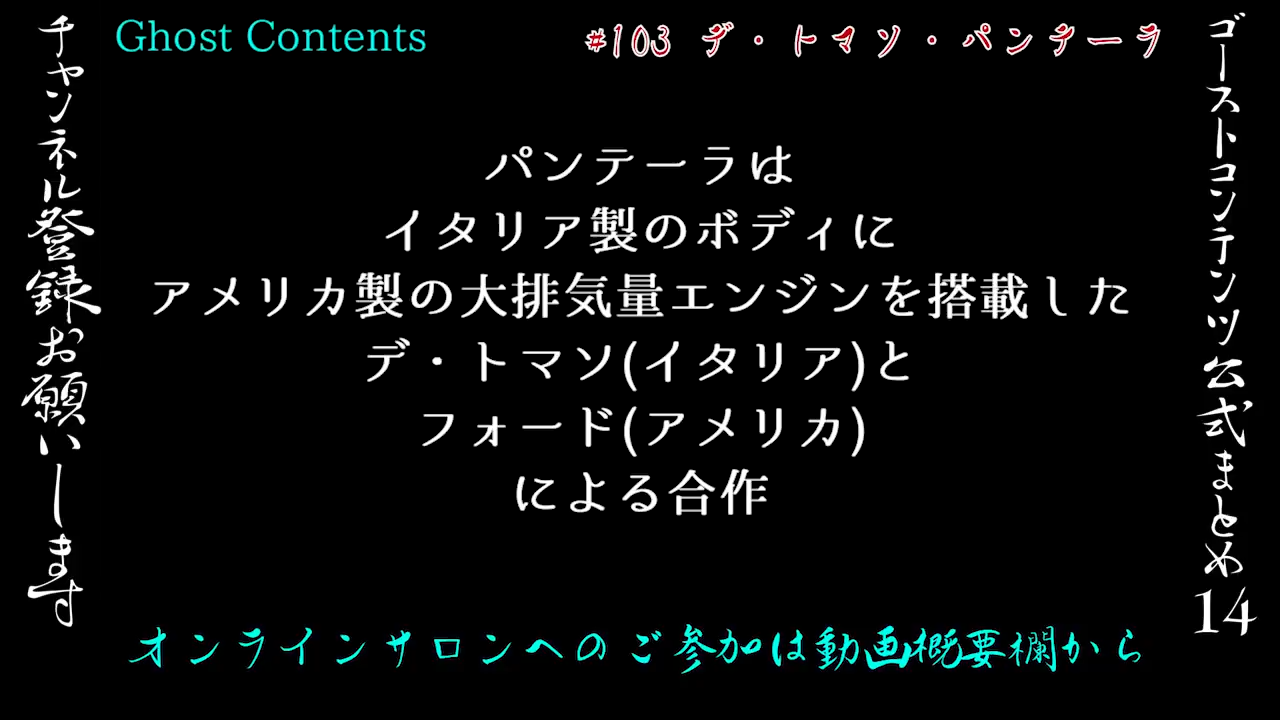 Ghost Contents
#103 デ・トマソ・パンテーラ
パンテーラは
イタリア製のボディに
アメリカ製の大排気量エンジンを搭載した
デ・トマソ(イタリア)と
フォード(アメリカ)
による合作
オンラインサロンへのご参加は動画概要欄から
ゴーストコンテンツ公式まとめ14
チャンネル登録お願いします